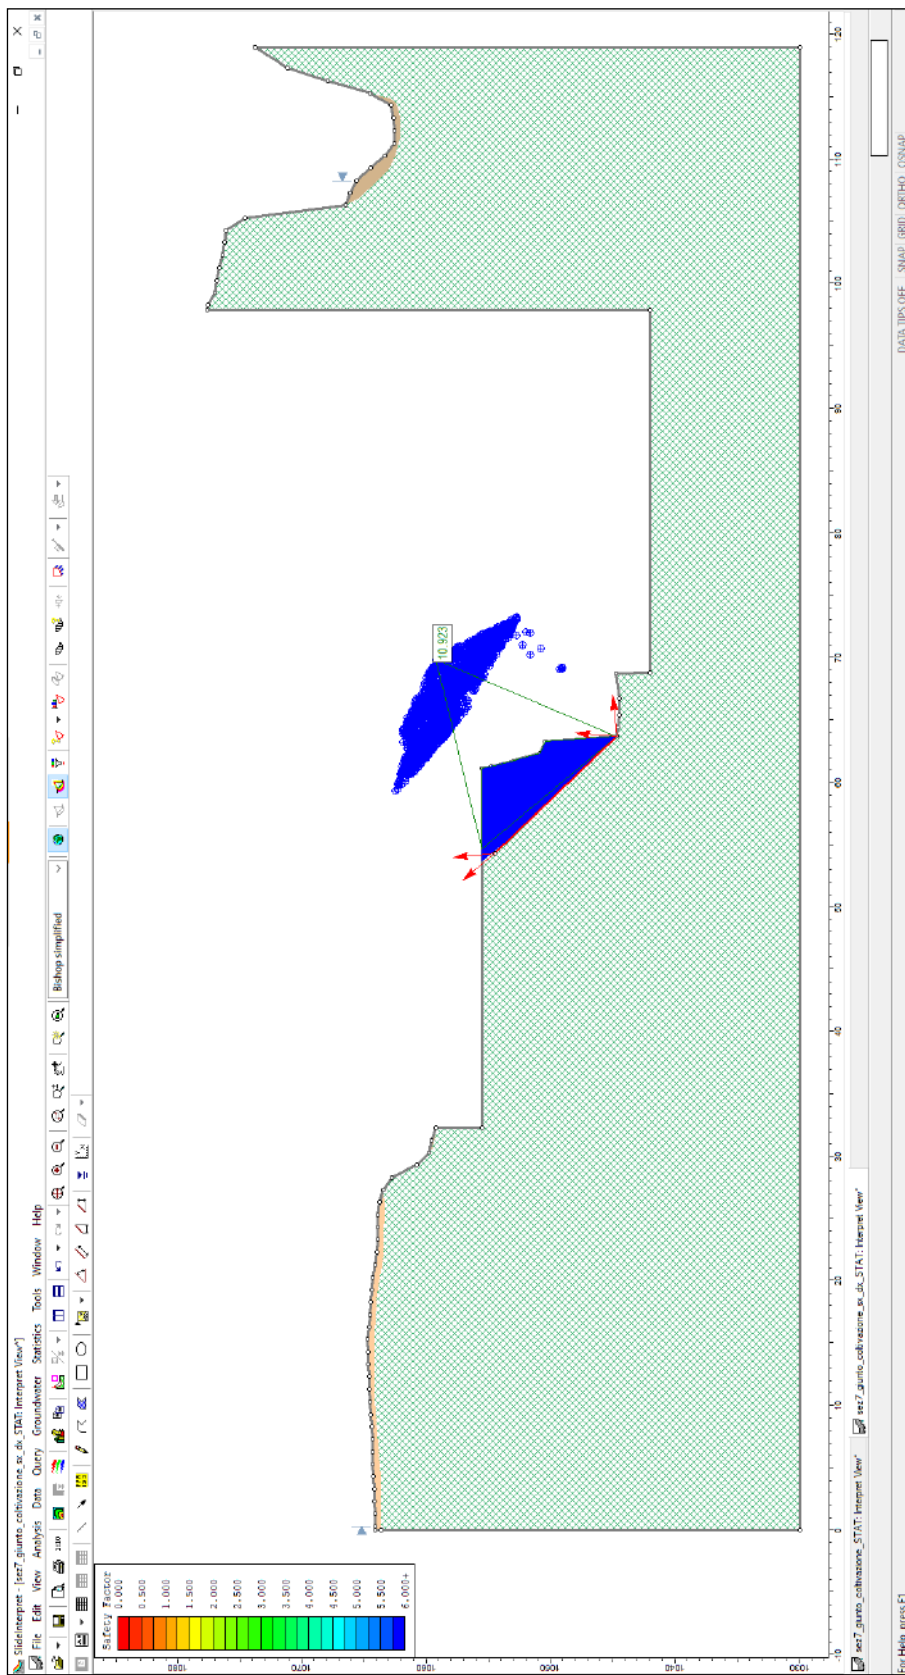 SlideInterpret - [sez7_giunto_coltivazione_sx_dx_STAT: Interpret View*]
File Edit View Analysis Data Query Groundwater Statistics Tools Window Help
Bishop simplified
Safety Factor
0.000
0.500
1.000
1.500
2.000
2.500
3.000
3.500
4.000
4.500
5.000
5.500
6.000+
10.923
1080
1070
1060
1050
1040
1030
-10 0 10 20 30 40 50 60 70 80 90 100 110 120
sez7_giunto_coltivazione_STAT: Interpret View* sez7_giunto_coltivazione_sx_dx_STAT: Interpret View*
For Help, press F1 DATA TIPS OFF SNAP GRID ORTHO OSNAP